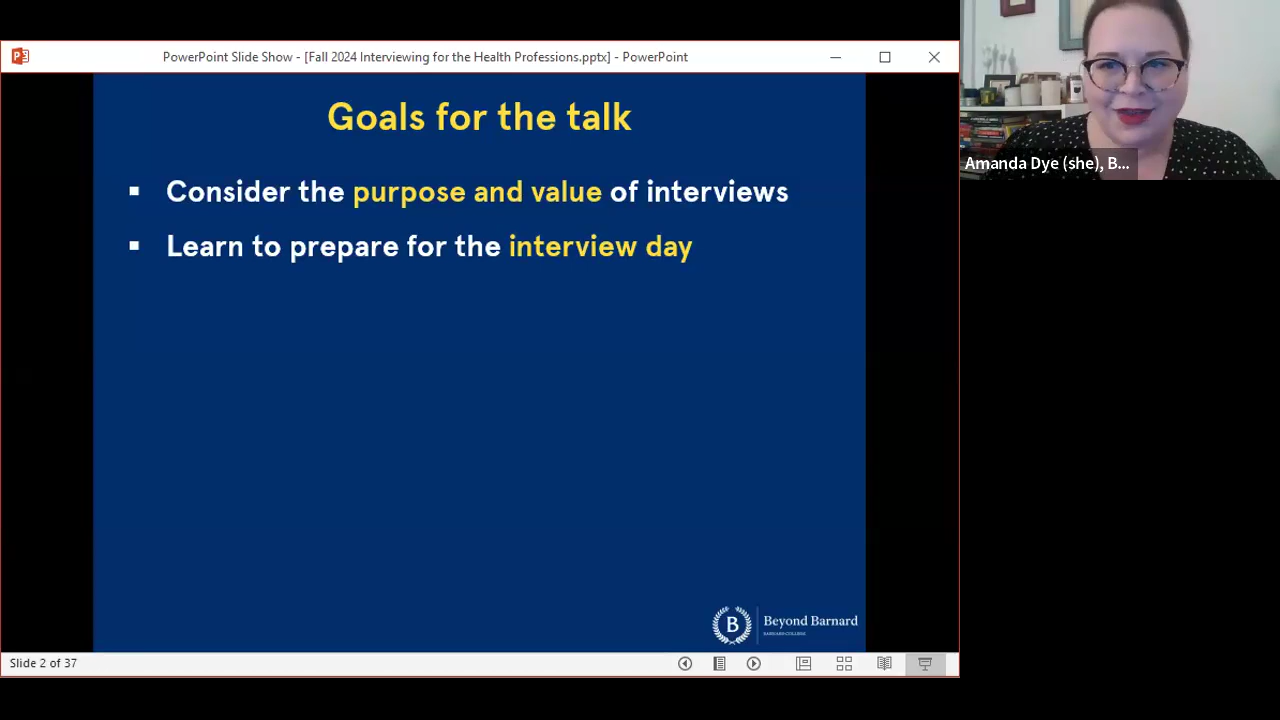 PowerPoint Slide Show - [Fall 2024 Interviewing for the Health Professions.pptx] - PowerPoint
Goals for the talk
▪ Consider the purpose and value of interviews
▪ Learn to prepare for the interview day
B
Beyond Barnard
BARNARD COLLEGE
Slide 2 of 37
Amanda Dye (she), B...